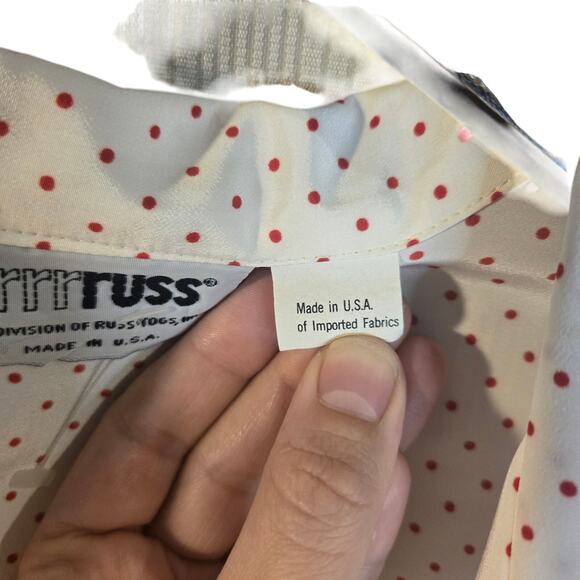 rrrruss®
DIVISION OF RUSS TOGS,
MADE IN U.S.A.
Made in U.S.A.
of Imported Fabrics